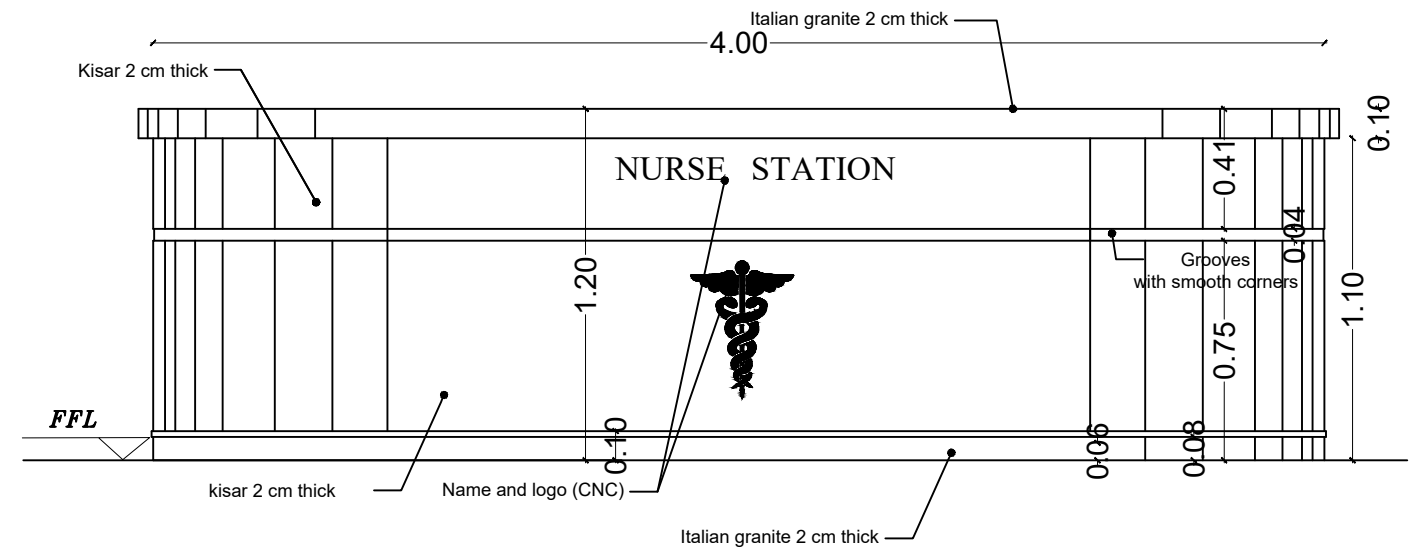 Italian granite 2 cm thick
4.00
Kisar 2 cm thick
0.10
NURSE STATION
0.41
0.04
Grooves
with smooth corners
1.20
1.10
0.75
FFL
0.10
0.06
0.08
kisar 2 cm thick
Name and logo (CNC)
Italian granite 2 cm thick